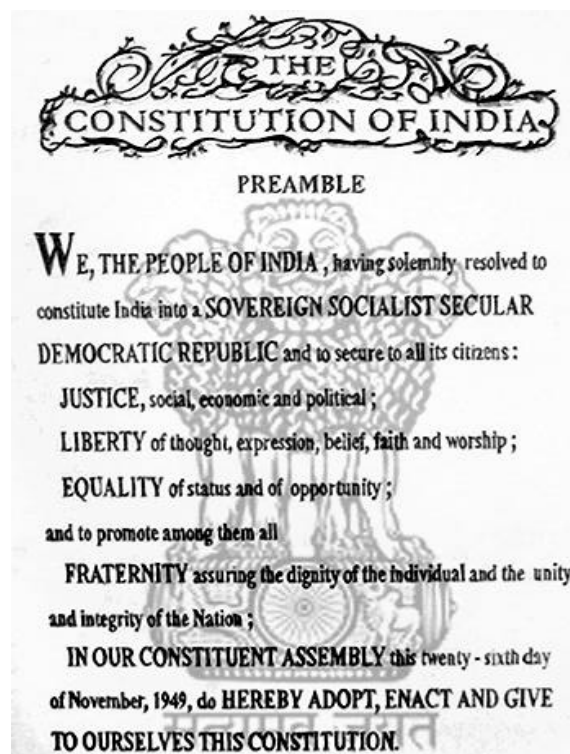 THE
CONSTITUTION OF INDIA
PREAMBLE
WE, THE PEOPLE OF INDIA , having solemnly resolved to
constitute India into a SOVEREIGN SOCIALIST SECULAR
DEMOCRATIC REPUBLIC and to secure to all its citizens :
JUSTICE, social, economic and political ;
LIBERTY of thought, expression, belief, faith and worship ;
EQUALITY of status and of opportunity ;
and to promote among them all
FRATERNITY assuring the dignity of the individual and the unity
and integrity of the Nation ;
IN OUR CONSTITUENT ASSEMBLY this twenty - sixth day
of November, 1949, do HEREBY ADOPT, ENACT AND GIVE
सत्यमेव जयते
TO OURSELVES THIS CONSTITUTION.